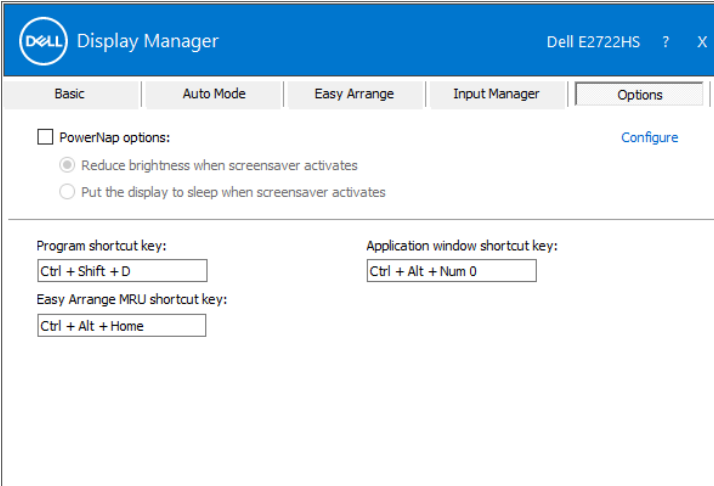 DELL Display Manager Dell E2722HS ? X
Basic Auto Mode Easy Arrange Input Manager Options
PowerNap options: Configure
Reduce brightness when screensaver activates
Put the display to sleep when screensaver activates
Program shortcut key: Application window shortcut key:
Ctrl + Shift + D Ctrl + Alt + Num 0
Easy Arrange MRU shortcut key:
Ctrl + Alt + Home